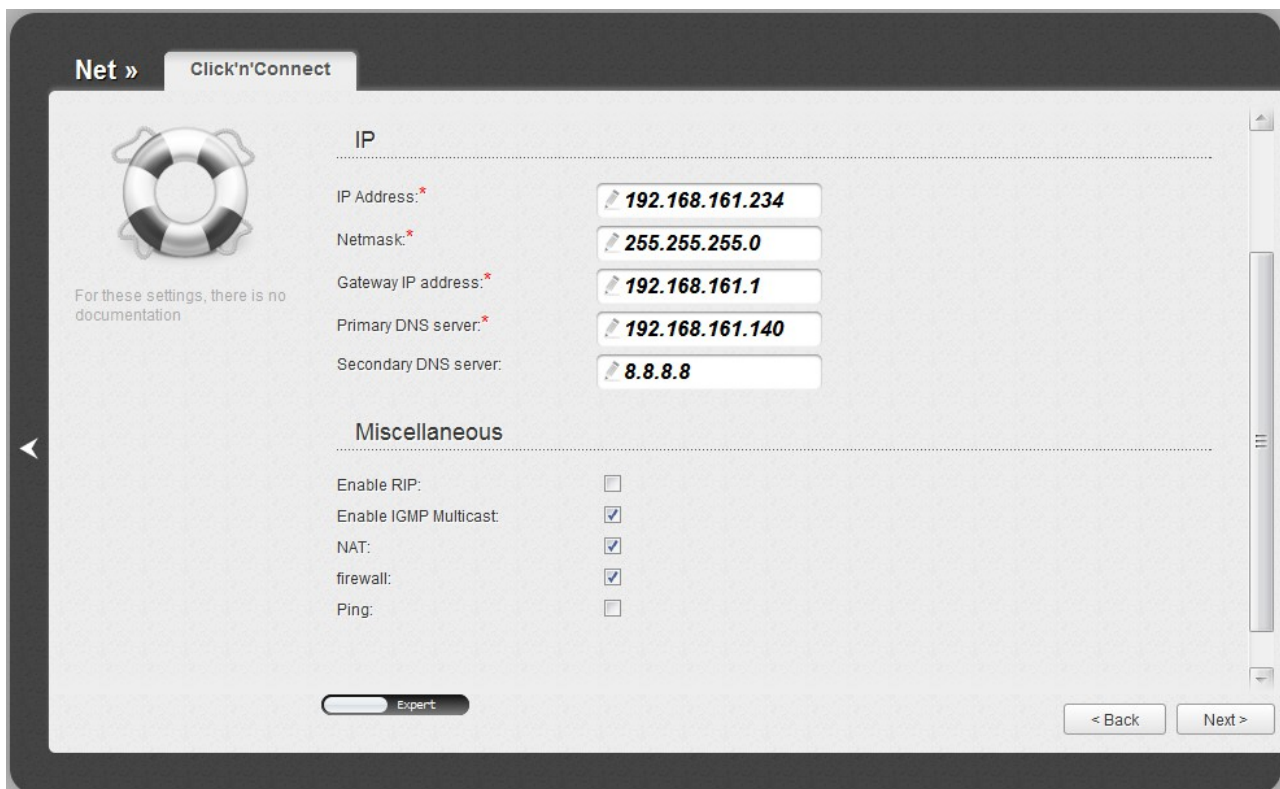 Net » Click'n'Connect
IP
IP Address:* 192.168.161.234
Netmask:* 255.255.255.0
Gateway IP address:* 192.168.161.1
Primary DNS server:* 192.168.161.140
Secondary DNS server: 8.8.8.8
For these settings, there is no
documentation
Miscellaneous
Enable RIP:
Enable IGMP Multicast:
NAT:
firewall:
Ping:
Expert
< Back Next >